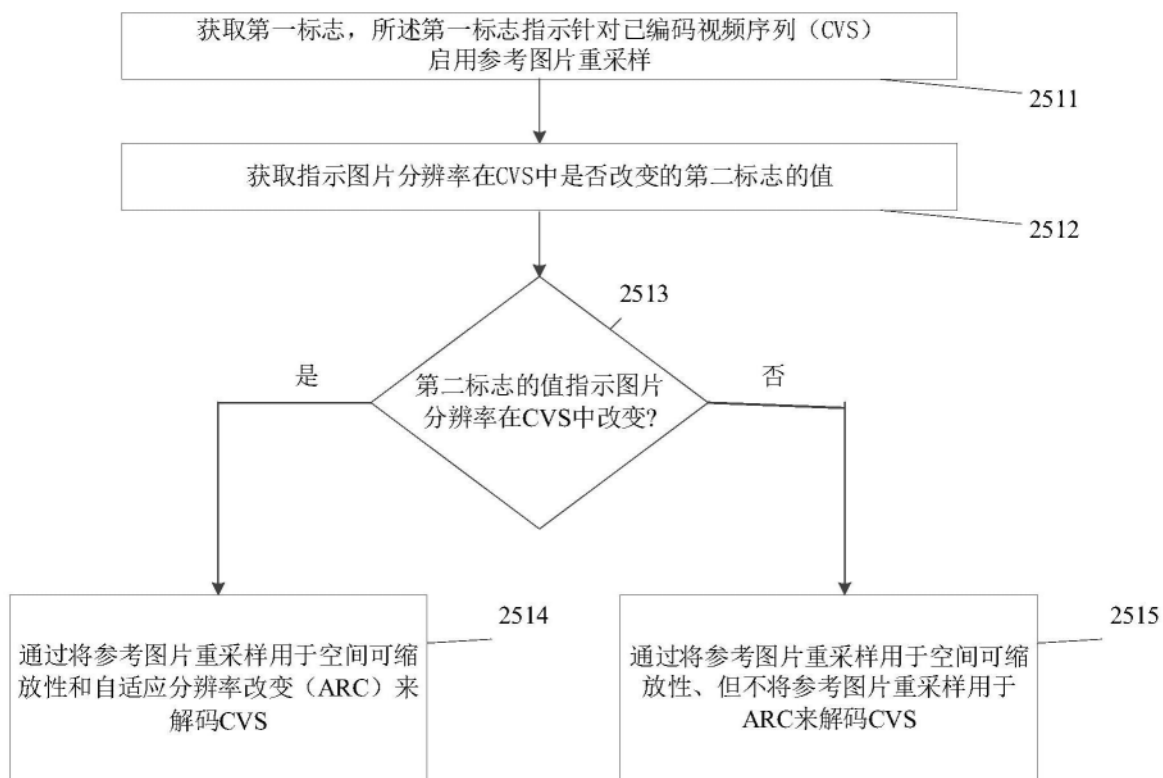 获取第一标志，所述第一标志指示针对已编码视频序列（CVS）
启用参考图片重采样
2511
获取指示图片分辨率在CVS中是否改变的第二标志的值
2512
2513
是
第二标志的值指示图片
分辨率在CVS中改变?
否
2514
通过将参考图片重采样用于空间可缩
放性和自适应分辨率改变（ARC）来
解码CVS
2515
通过将参考图片重采样用于空间可缩
放性、但不将参考图片重采样用于
ARC来解码CVS